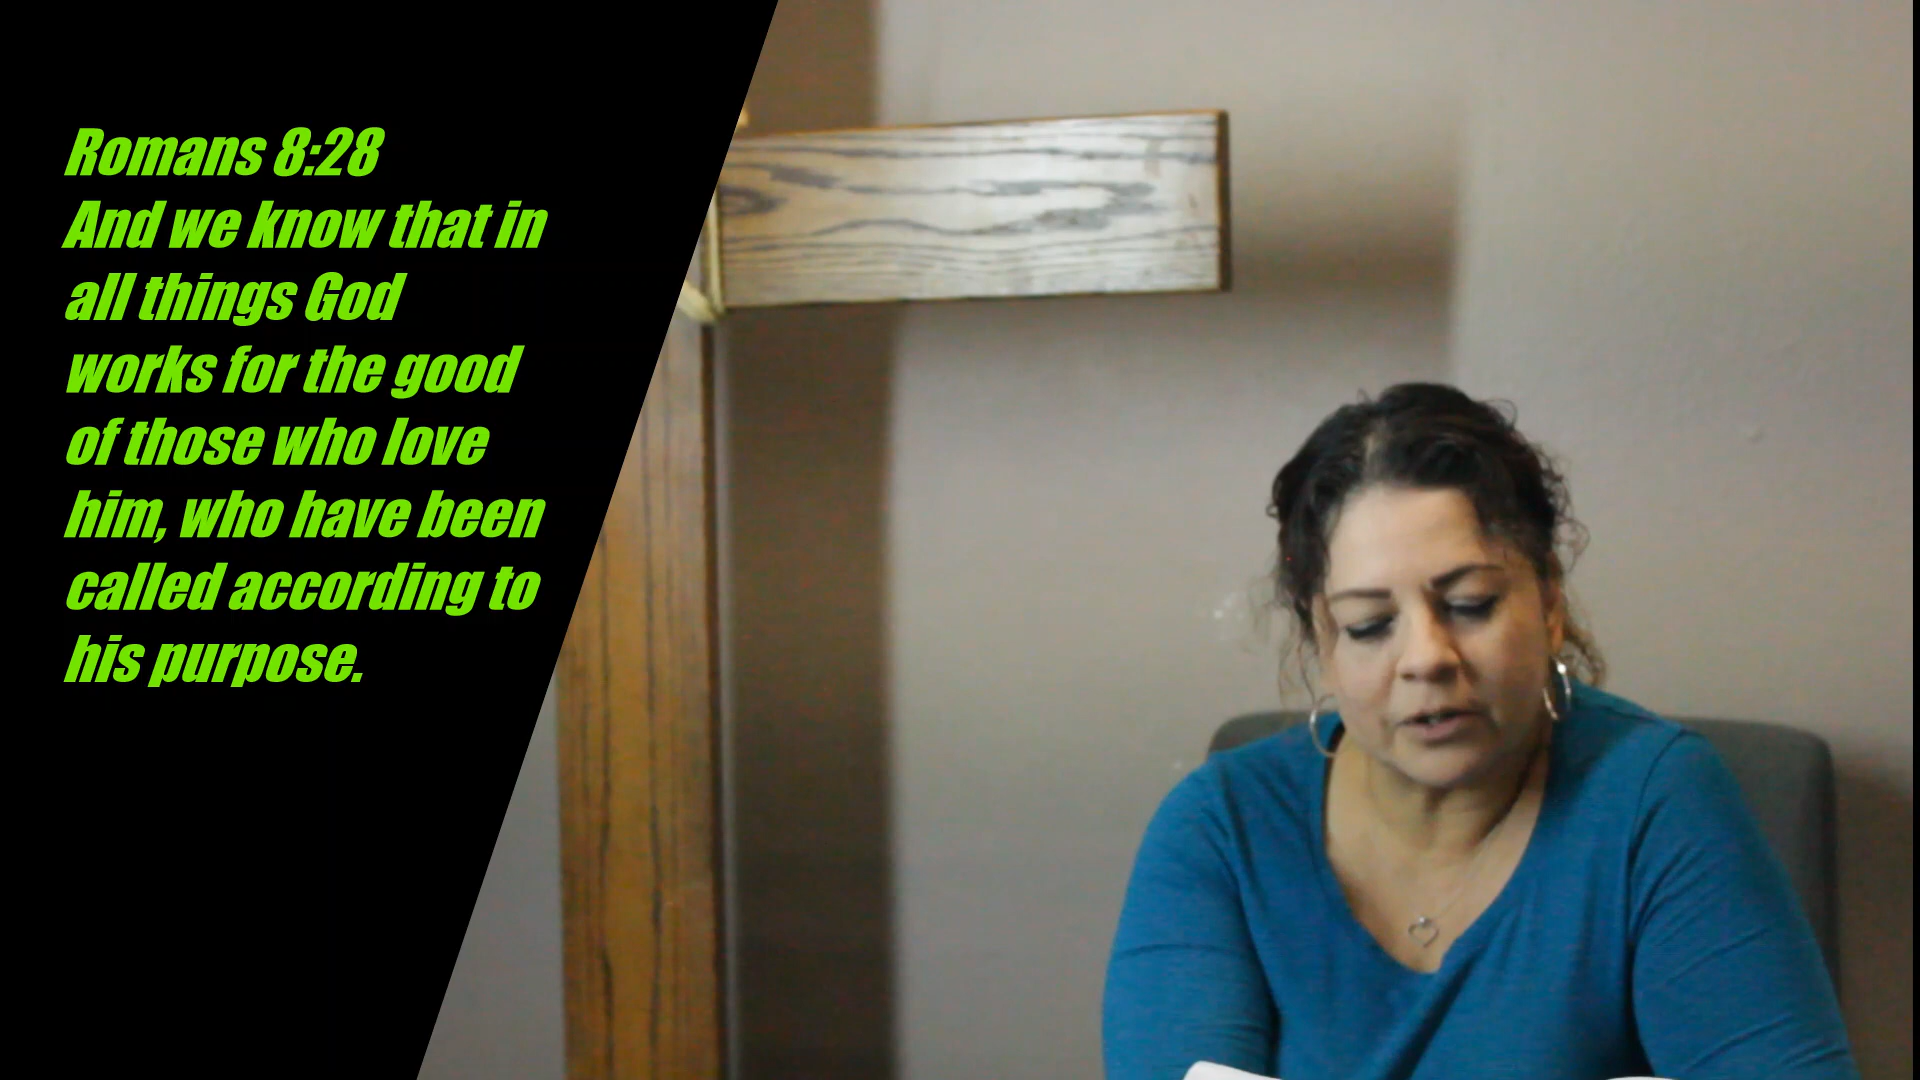 Romans 8:28
And we know that in
all things God
works for the good
of those who love
him, who have been
called according to
his purpose.